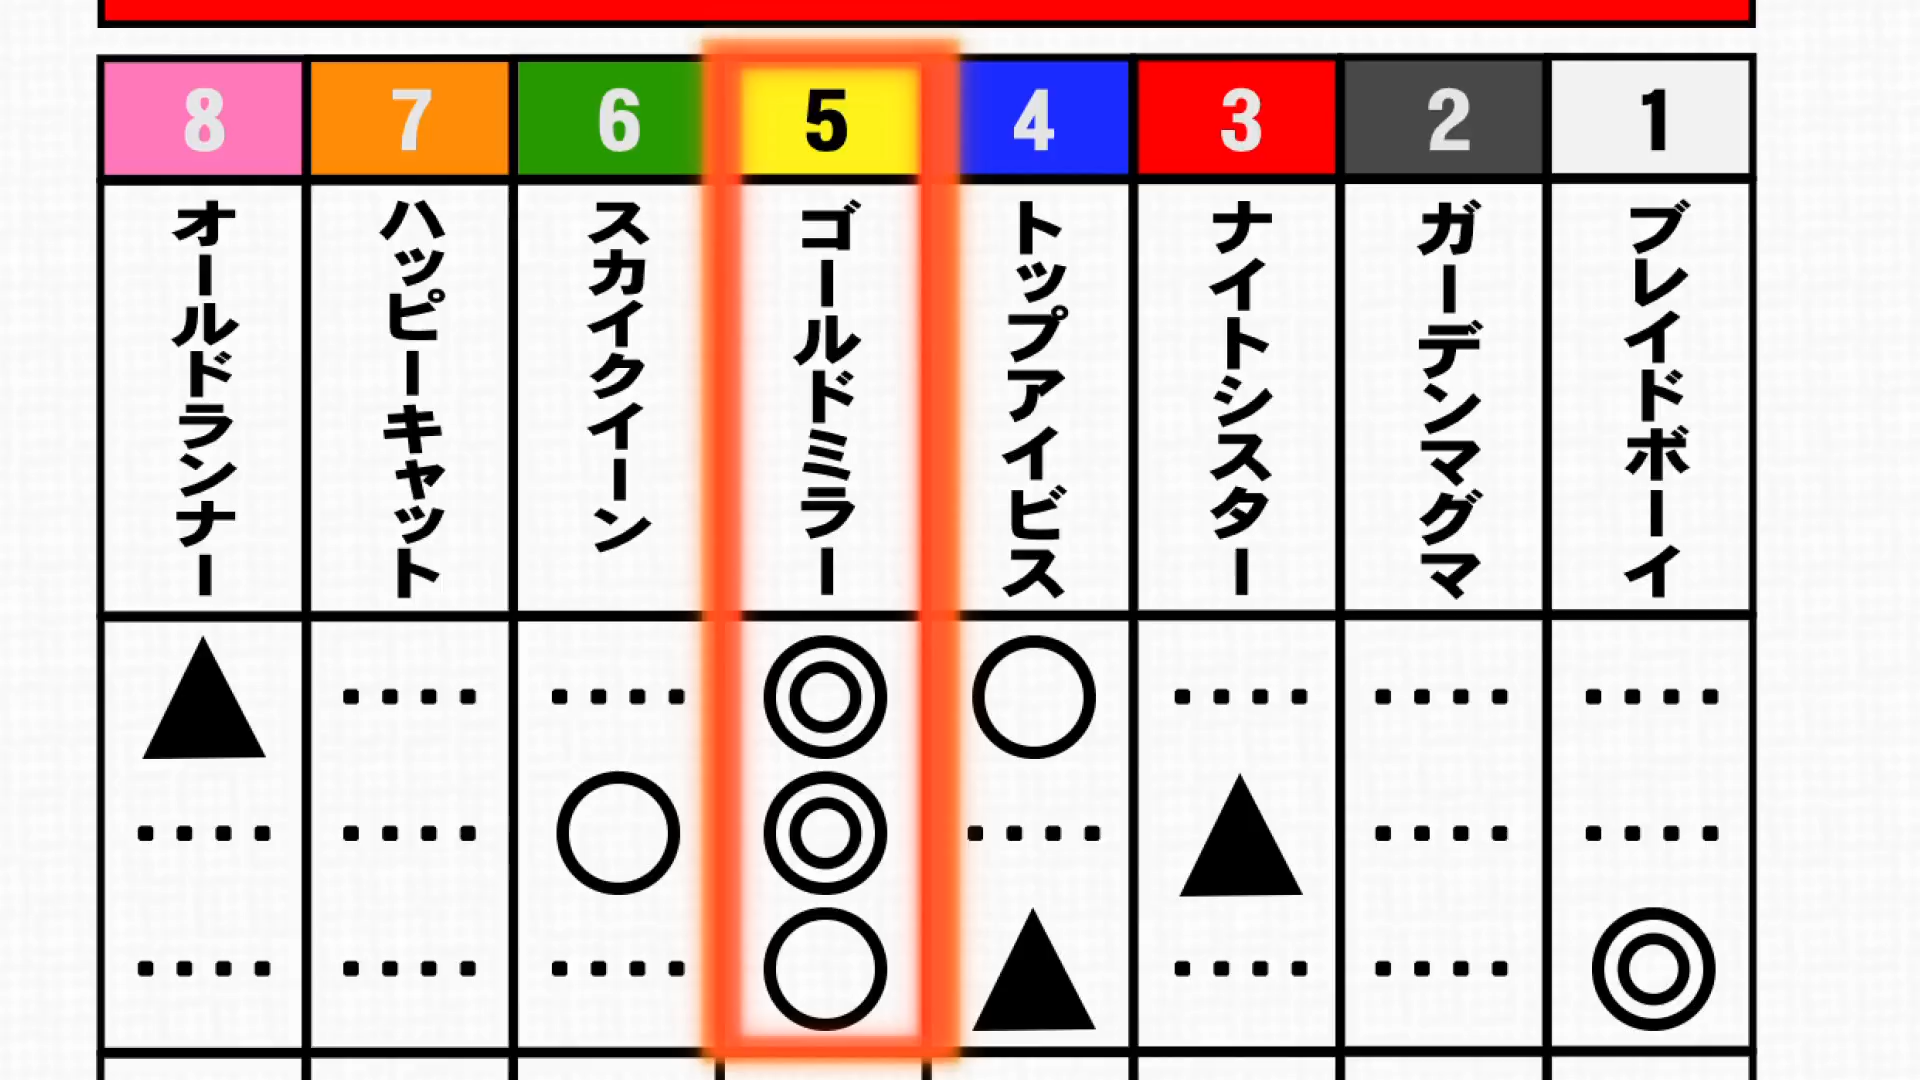 8 7 6 5 4 3 2 1
ブレイドボーイ
ガーデンマグマ
ナイトシスター
トップアイビス
ゴールドミラー
スカイクイーン
ハッピーキャット
オールドランナー
▲ ････ ････ ◎ ○ ････ ････ ････
････ ････ ○ ◎ ････ ▲ ････ ････
････ ････ ････ ○ ▲ ････ ････ ◎